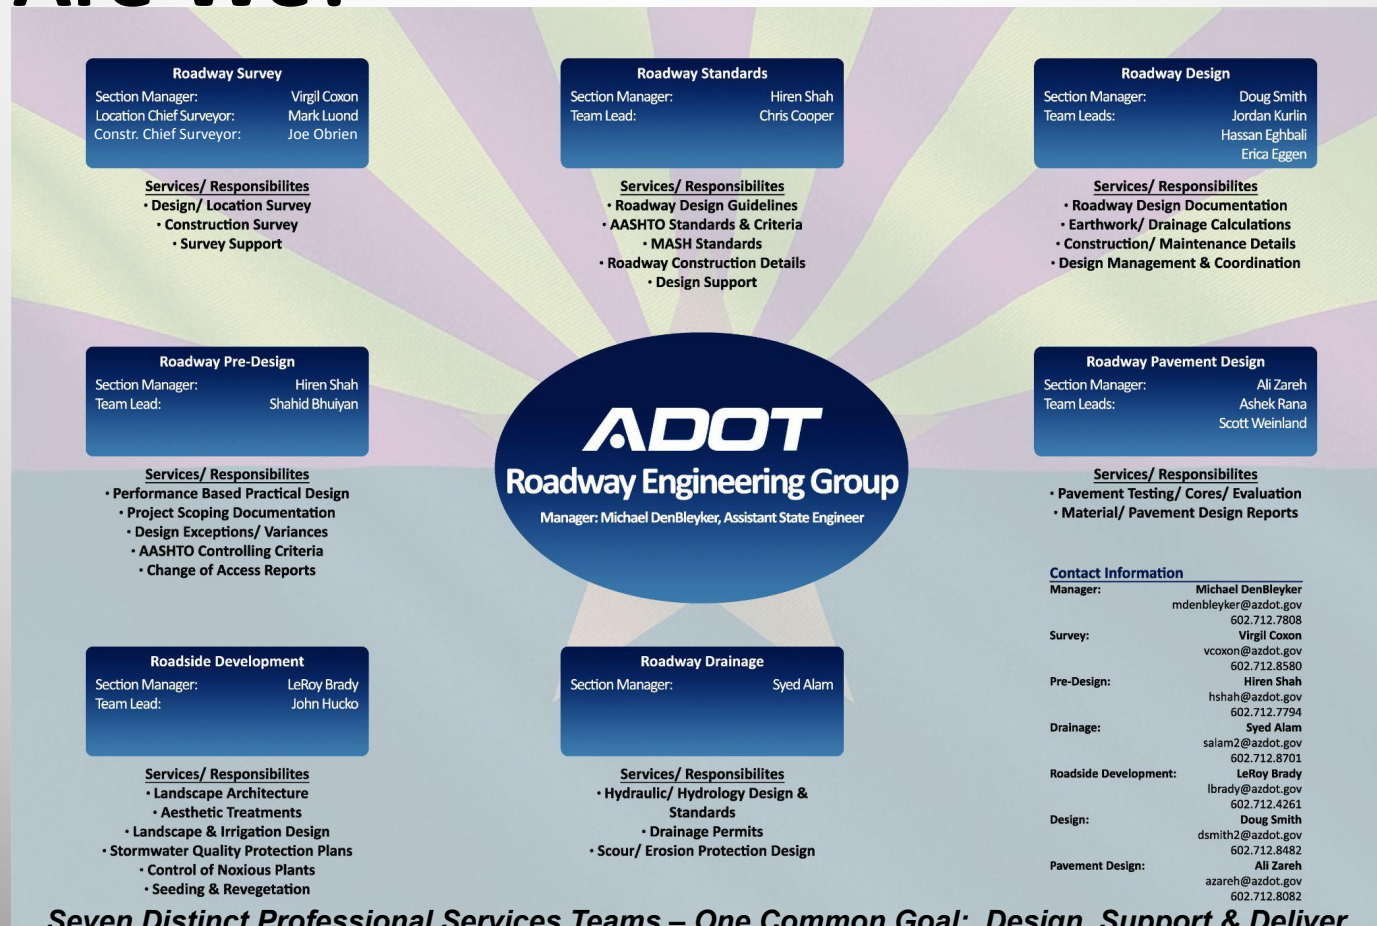 Are We?
Roadway Survey
Section Manager: Virgil Coxon
Location Chief Surveyor: Mark Luond
Constr. Chief Surveyor: Joe Obrien
Services/ Responsibilites
• Design/ Location Survey
• Construction Survey
• Survey Support
Roadway Standards
Section Manager: Hiren Shah
Team Lead: Chris Cooper
Services/ Responsibilites
• Roadway Design Guidelines
• AASHTO Standards & Criteria
• MASH Standards
• Roadway Construction Details
• Design Support
Roadway Design
Section Manager: Doug Smith
Team Leads: Jordan Kurlin
Hassan Eghbali
Erica Eggen
Services/ Responsibilites
• Roadway Design Documentation
• Earthwork/ Drainage Calculations
• Construction/ Maintenance Details
• Design Management & Coordination
Roadway Pre-Design
Section Manager: Hiren Shah
Team Lead: Shahid Bhuiyan
Services/ Responsibilites
• Performance Based Practical Design
• Project Scoping Documentation
• Design Exceptions/ Variances
• AASHTO Controlling Criteria
• Change of Access Reports
ADOT
Roadway Engineering Group
Manager: Michael DenBleyker, Assistant State Engineer
Roadway Pavement Design
Section Manager: Ali Zareh
Team Leads: Ashek Rana
Scott Weinland
Services/ Responsibilites
• Pavement Testing/ Cores/ Evaluation
• Material/ Pavement Design Reports
Roadside Development
Section Manager: LeRoy Brady
Team Lead: John Hucko
Services/ Responsibilites
• Landscape Architecture
• Aesthetic Treatments
• Landscape & Irrigation Design
• Stormwater Quality Protection Plans
• Control of Noxious Plants
• Seeding & Revegetation
Roadway Drainage
Section Manager: Syed Alam
Services/ Responsibilites
• Hydraulic/ Hydrology Design &
Standards
• Drainage Permits
• Scour/ Erosion Protection Design
Contact Information
Manager: Michael DenBleyker
mdenbleyker@azdot.gov
602.712.7808
Survey: Virgil Coxon
vcoxon@azdot.gov
602.712.8580
Pre-Design: Hiren Shah
hshah@azdot.gov
602.712.7794
Drainage: Syed Alam
salam2@azdot.gov
602.712.8701
Roadside Development: LeRoy Brady
lbrady@azdot.gov
602.712.4261
Design: Doug Smith
dsmith2@azdot.gov
602.712.8482
Pavement Design: Ali Zareh
azareh@azdot.gov
602.712.8082
Seven Distinct Professional Services Teams – One Common Goal: Design, Support & Deliver